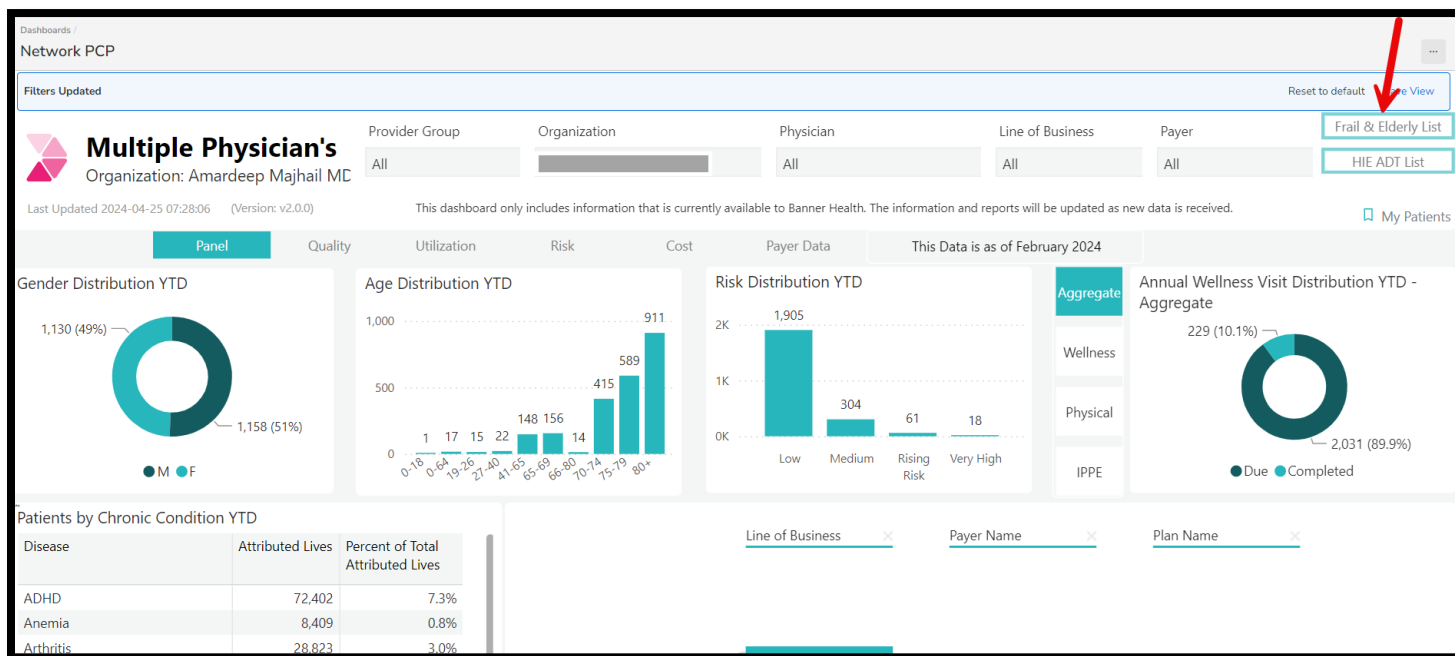 Dashboards /
Network PCP
...
Filters Updated
Reset to default
View
Multiple Physician's
Organization: Amardeep Majhail MD
Provider Group
Organization
Physician
Line of Business
Payer
All
All
All
All
Frail & Elderly List
HIE ADT List
Last Updated 2024-04-25 07:28:06 (Version: v2.0.0)
This dashboard only includes information that is currently available to Banner Health. The information and reports will be updated as new data is received.
My Patients
Panel
Quality
Utilization
Risk
Cost
Payer Data
This Data is as of February 2024
Gender Distribution YTD
1,130 (49%)
1,158 (51%)
M F
Age Distribution YTD
1,000
500
0
1 17 15 22 148 156 14 415 589 911
0-18 0-64 19-26 27-40 41-65 65-69 66-80 70-74 75-79 80+
Risk Distribution YTD
2K
1K
0K
1,905 304 61 18
Low Medium Rising Risk Very High
Aggregate
Wellness
Physical
IPPE
Annual Wellness Visit Distribution YTD -
Aggregate
229 (10.1%)
2,031 (89.9%)
Due Completed
Patients by Chronic Condition YTD
Disease Attributed Lives Percent of Total
Attributed Lives
ADHD 72,402 7.3%
Anemia 8,409 0.8%
Arthritis 28,823 3.0%
Line of Business
Payer Name
Plan Name